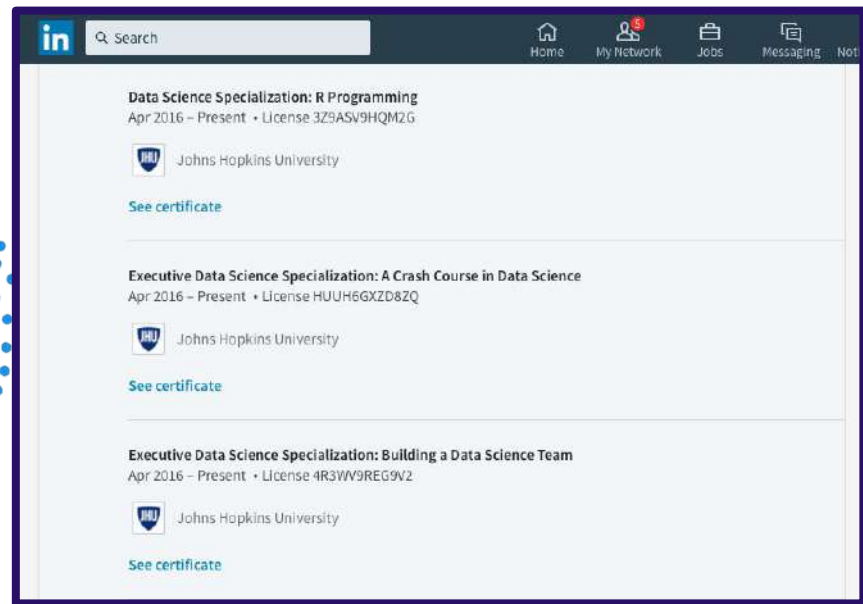 in
Search
Home
5
My Network
Jobs
Messaging
Noti
Data Science Specialization: R Programming
Apr 2016 – Present • License 3Z9ASV9HQM2G
JHU
Johns Hopkins University
See certificate
Executive Data Science Specialization: A Crash Course in Data Science
Apr 2016 – Present • License HUUH6GXZD8ZQ
JHU
Johns Hopkins University
See certificate
Executive Data Science Specialization: Building a Data Science Team
Apr 2016 – Present • License 4R3WV9REG9V2
JHU
Johns Hopkins University
See certificate